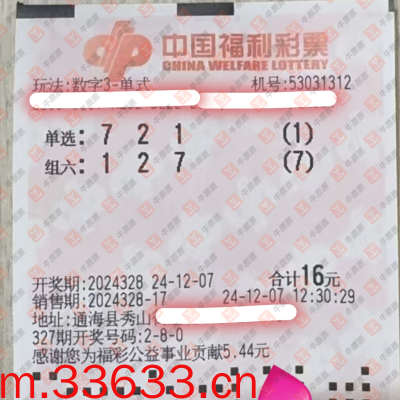 中国福利彩票
CHINA WELFARE LOTTERY
玩法:数字3-单式 机号:53031312
单选: 7 2 1 (1)
组六: 1 2 7 (7)
开奖期:2024328 24-12-07 合计16元
销售期:2024328-17 24-12-07 12:30:29
地址:通海县秀山
327期开奖号码:2-8-0
感谢您为福彩公益事业贡献5.44元
m.33633.cn